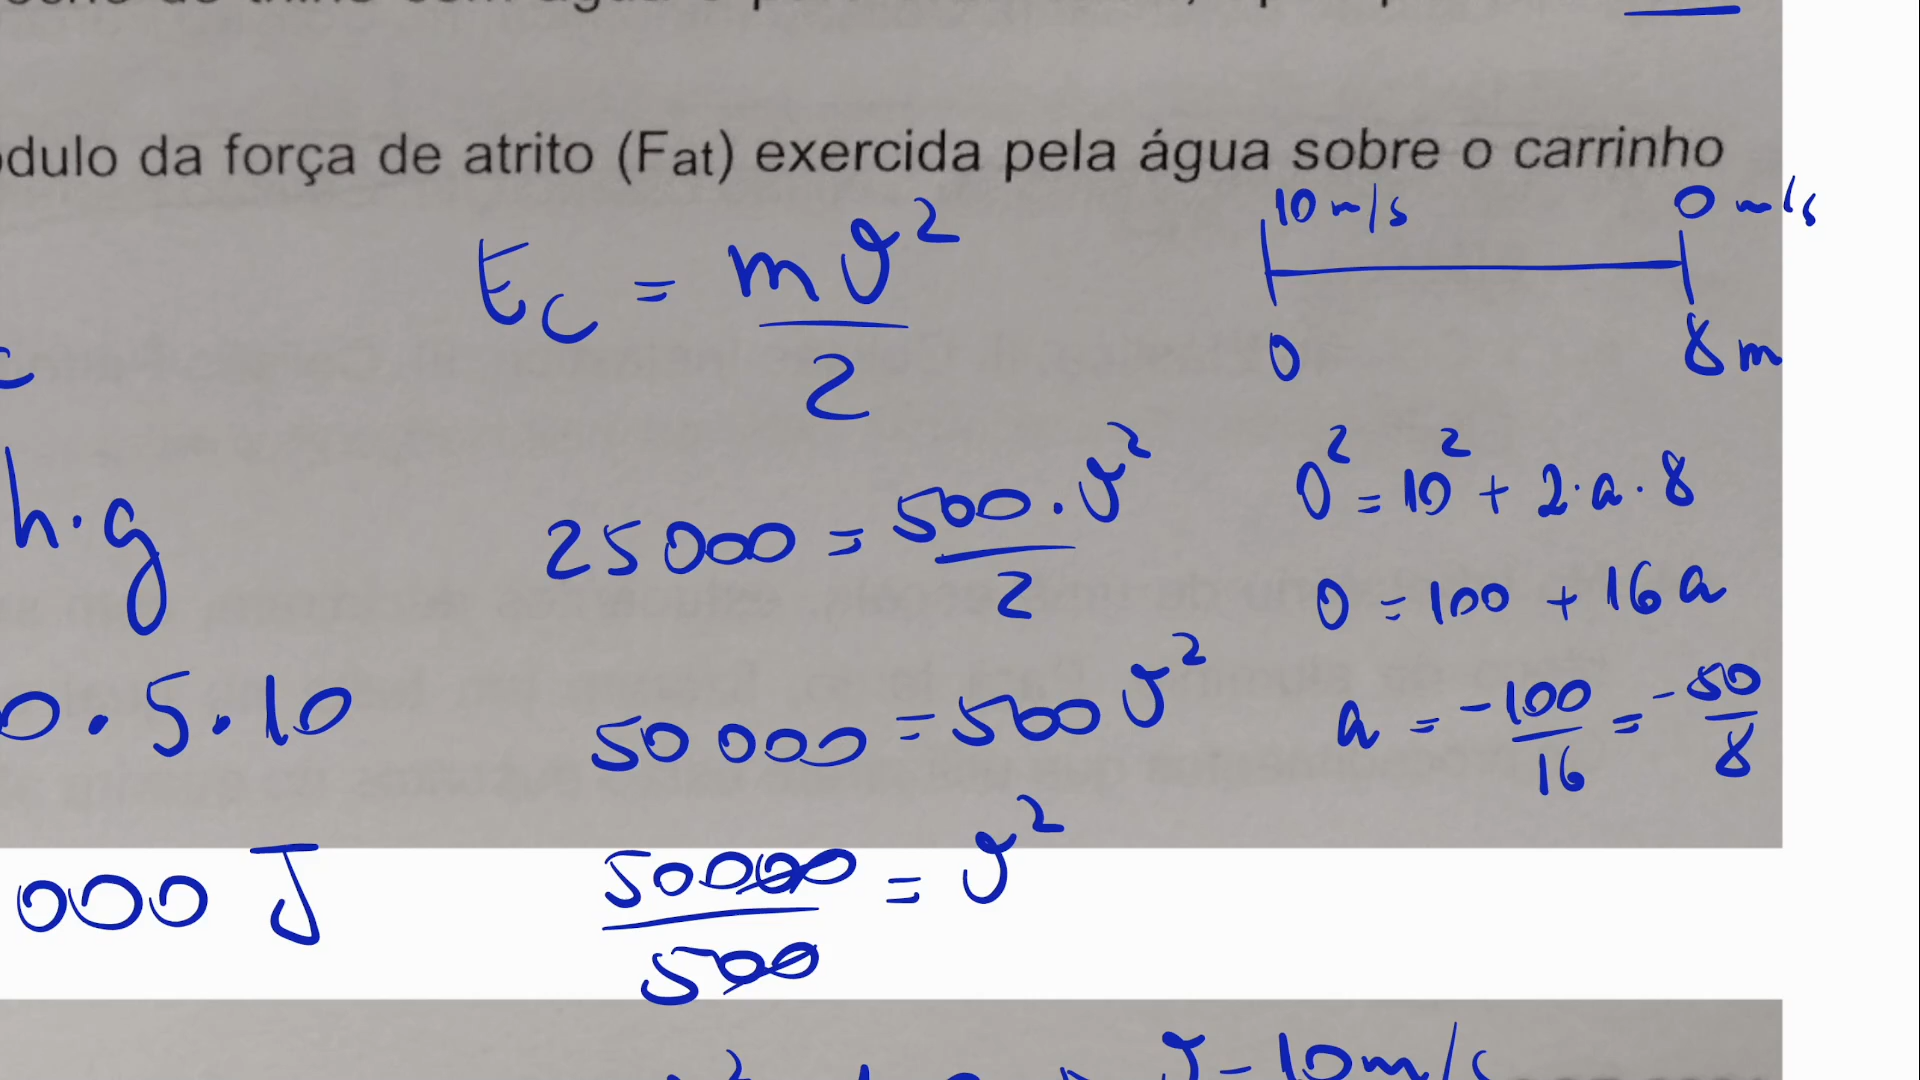 da força de atrito (Fat) exercida pela água sobre o carrinho
10 m/s 0 m/s
Ec = mv²/2
0 8 m
h.g
25000 = 500.v²/2
0² = 10² + 2.a.8
0 = 100 + 16a
0.5.10
50000 = 500v²
a = -100/16 = -50/8
000 J
50000/500 = v²
v = 10m/s